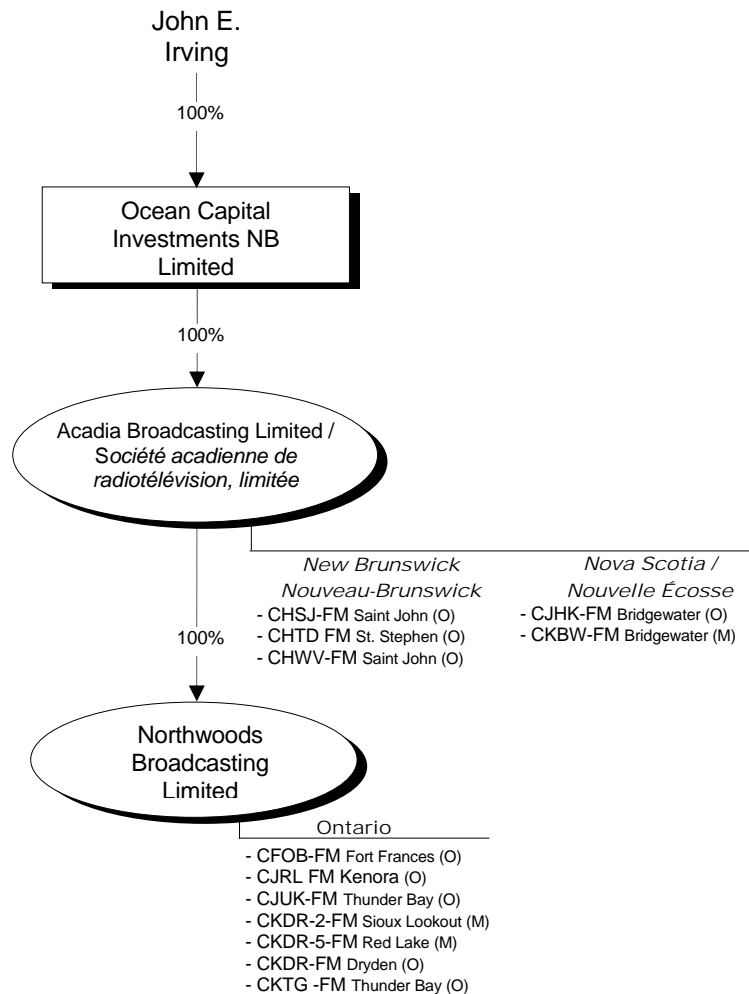 John E.
Irving
100%
Ocean Capital
Investments NB
Limited
100%
Acadia Broadcasting Limited /
Société acadienne de
radiotélévision, limitée
New Brunswick
Nouveau-Brunswick
- CHSJ-FM Saint John (O)
- CHTD FM St. Stephen (O)
- CHWV-FM Saint John (O)
Nova Scotia /
Nouvelle Écosse
- CJHK-FM Bridgewater (O)
- CKBW-FM Bridgewater (M)
100%
Northwoods
Broadcasting
Limited
Ontario
- CFOB-FM Fort Frances (O)
- CJRL FM Kenora (O)
- CJUK-FM Thunder Bay (O)
- CKDR-2-FM Sioux Lookout (M)
- CKDR-5-FM Red Lake (M)
- CKDR-FM Dryden (O)
- CKTG -FM Thunder Bay (O)